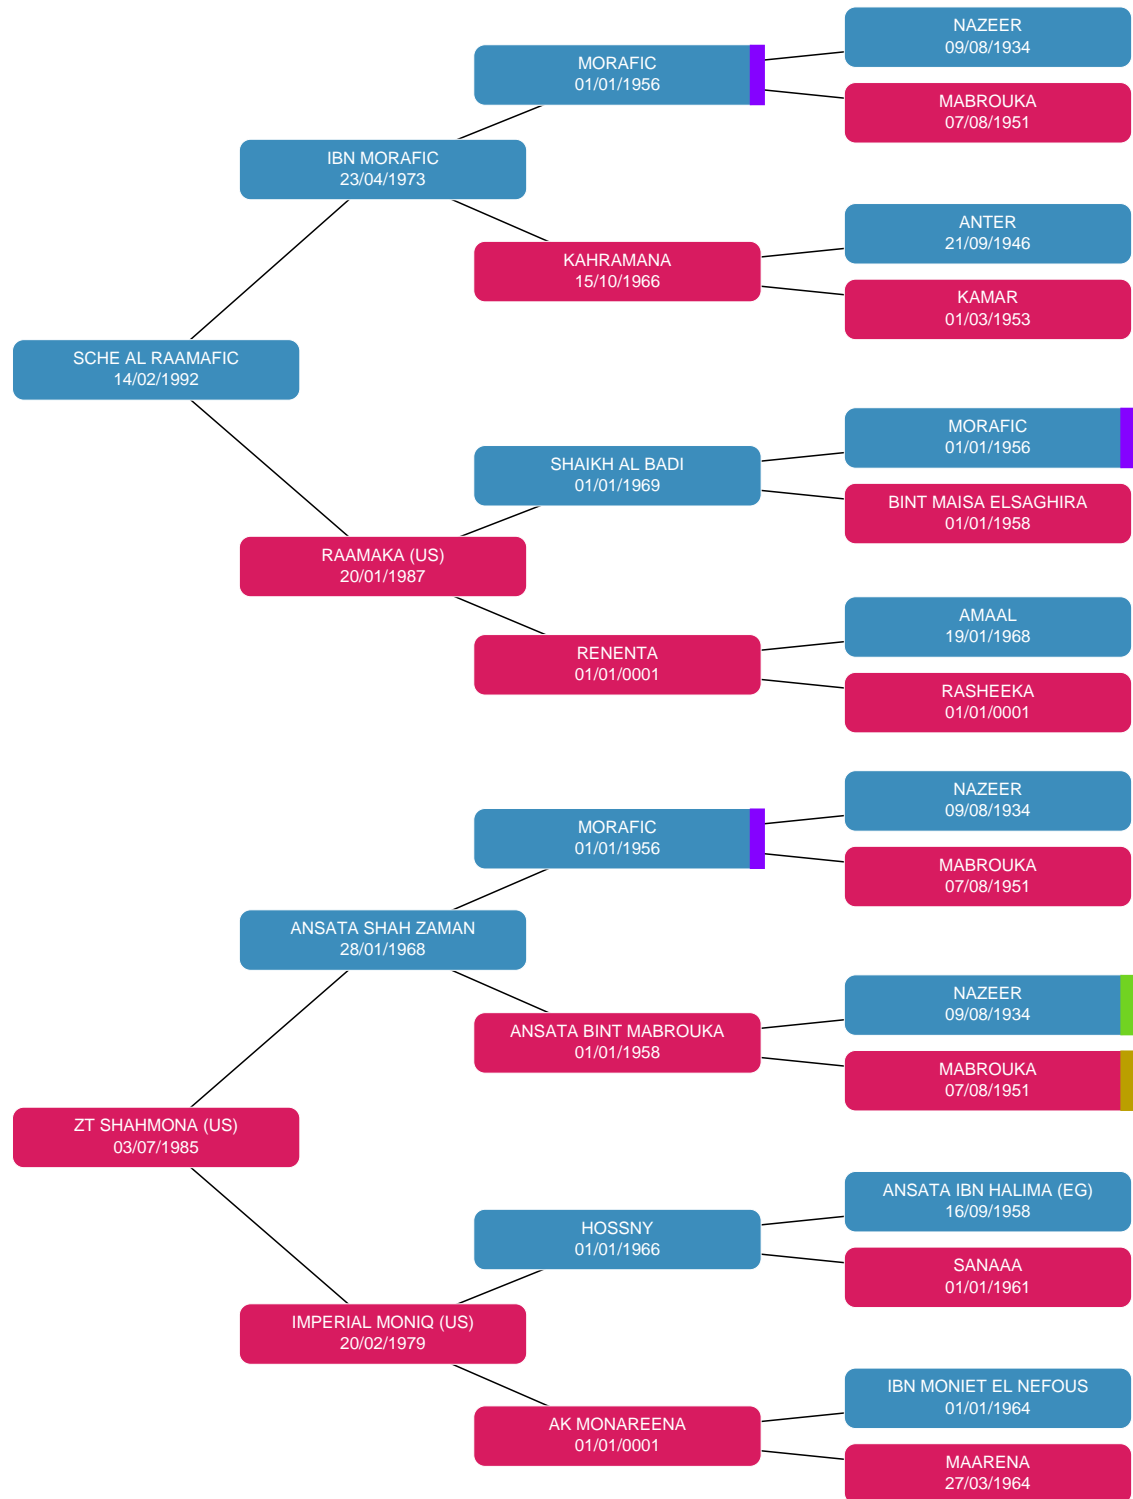 NAZEER
09/08/1934
MORAFIC
01/01/1956
MABROUKA
07/08/1951
IBN MORAFIC
23/04/1973
ANTER
21/09/1946
KAHRAMANA
15/10/1966
KAMAR
01/03/1953
SCHE AL RAAMAFIC
14/02/1992
MORAFIC
01/01/1956
SHAIKH AL BADI
01/01/1969
BINT MAISA ELSAGHIRA
01/01/1958
RAAMAKA (US)
20/01/1987
AMAAL
19/01/1968
RENENTA
01/01/0001
RASHEEKA
01/01/0001
NAZEER
09/08/1934
MORAFIC
01/01/1956
MABROUKA
07/08/1951
ANSATA SHAH ZAMAN
28/01/1968
NAZEER
09/08/1934
ANSATA BINT MABROUKA
01/01/1958
MABROUKA
07/08/1951
ZT SHAHMONA (US)
03/07/1985
ANSATA IBN HALIMA (EG)
16/09/1958
HOSSNY
01/01/1966
SANAAA
01/01/1961
IMPERIAL MONIQ (US)
20/02/1979
IBN MONIET EL NEFOUS
01/01/1964
AK MONAREENA
01/01/0001
MAARENA
27/03/1964